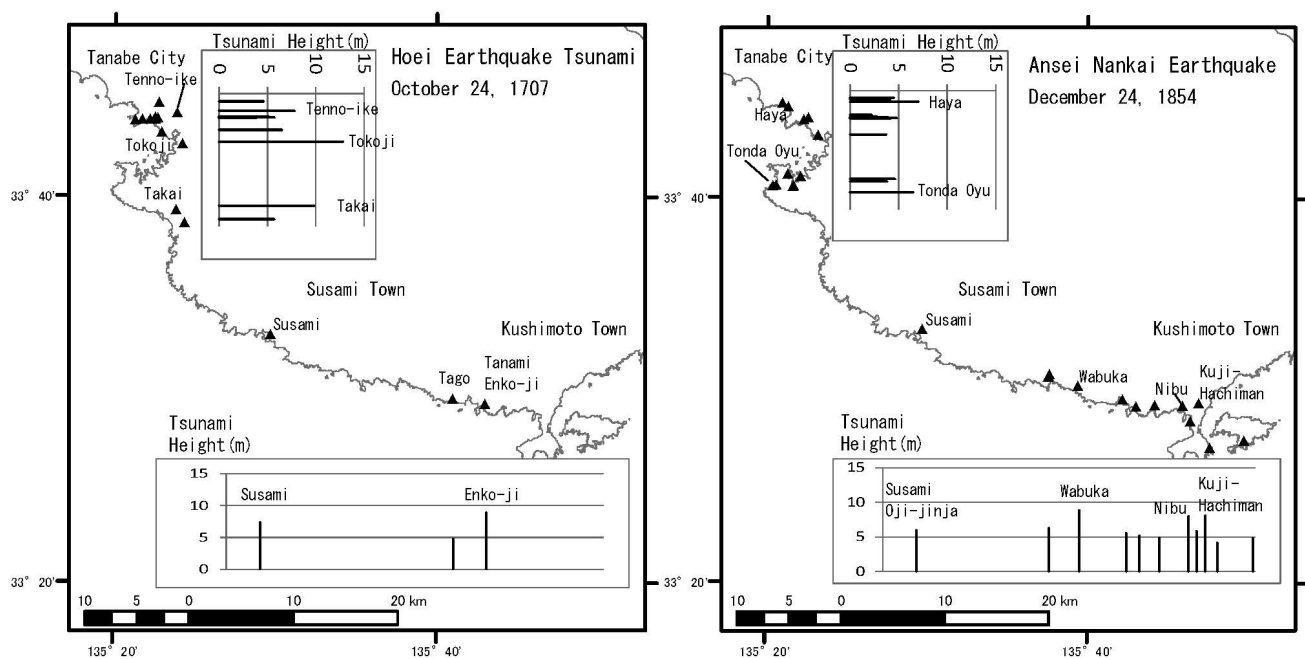 Tsunami Height(m)
0 5 10 15
Hoei Earthquake Tsunami
October 24, 1707
Tanabe City
Tenno-ike
Tenno-ike
Tokoji
Tokoji
Takai
Takai
33° 40'
Susami Town
Susami
Kushimoto Town
Tago
Tanami
Enko-ji
Tsunami
Height(m)
15
10
5
0
Susami
Enko-ji
33° 20'
10 5 0 10 20 km
135° 20'
135° 40'
Tsunami Height(m)
0 5 10 15
Ansei Nankai Earthquake
December 24, 1854
Tanabe City
Haya
Haya
Tonda Oyu
Tonda Oyu
33° 40'
Susami Town
Susami
Kushimoto Town
Wabuka
Nibu
Kuji-
Hachiman
Tsunami
Height(m)
15
10
5
0
Susami
Oji-jinja
Wabuka
Nibu
Kuji-
Hachiman
33° 20'
10 5 0 10 20 km
135° 20'
135° 40'